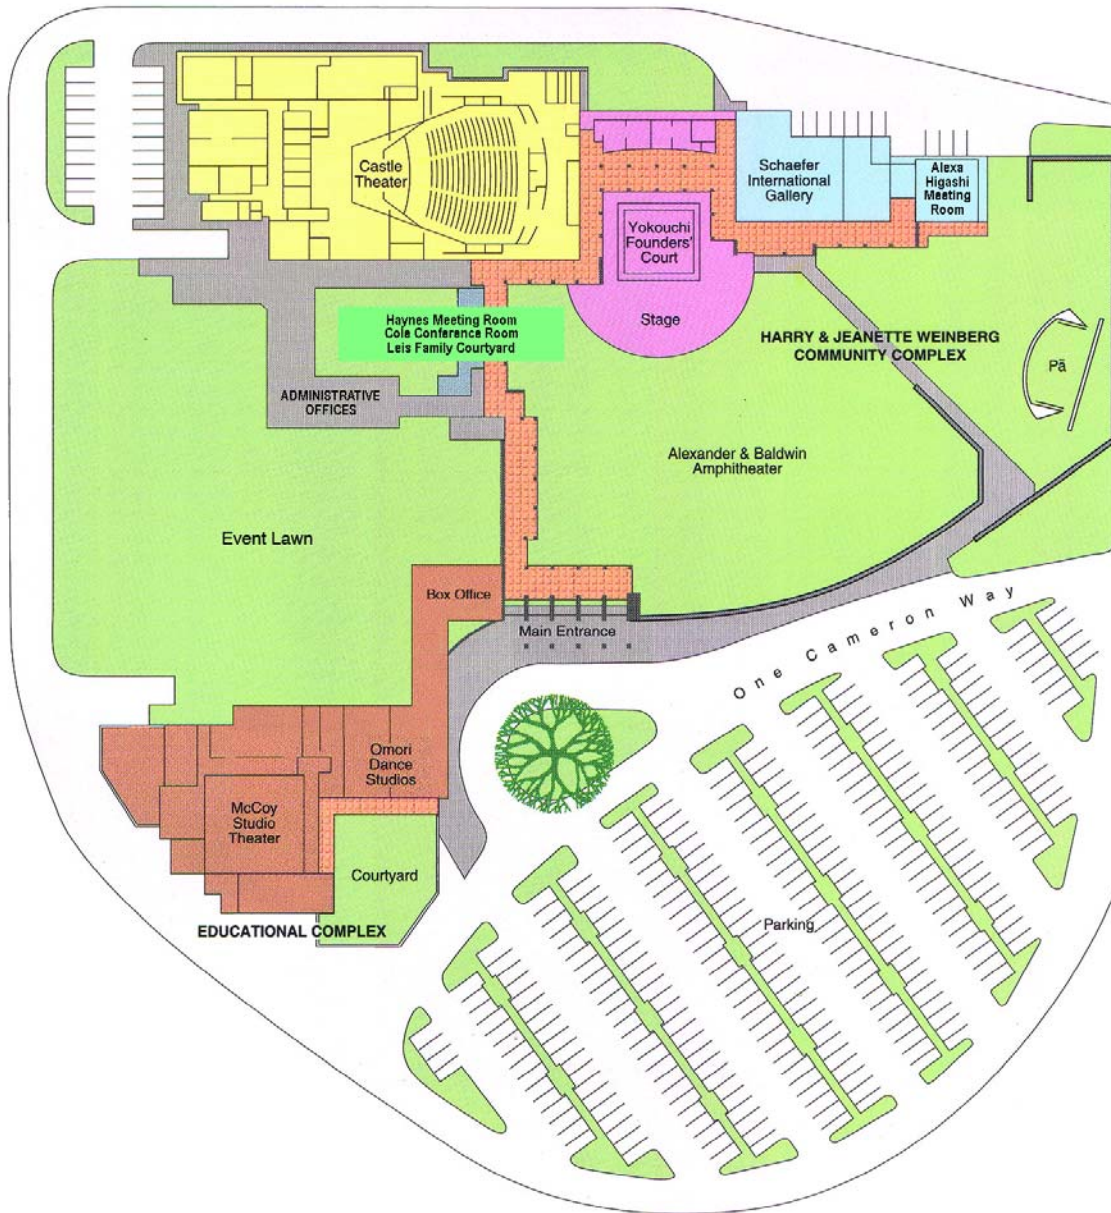 Castle
Theater
Schaefer
International
Gallery
Alexa
Higashi
Meeting
Room
Yokouchi
Founders'
Court
Stage
Haynes Meeting Room
Cole Conference Room
Leis Family Courtyard
HARRY & JEANETTE WEINBERG
COMMUNITY COMPLEX
Pā
ADMINISTRATIVE
OFFICES
Alexander & Baldwin
Amphitheater
Event Lawn
Box Office
Main Entrance
One Cameron Way
Omori
Dance
Studios
McCoy
Studio
Theater
Courtyard
EDUCATIONAL COMPLEX
Parking